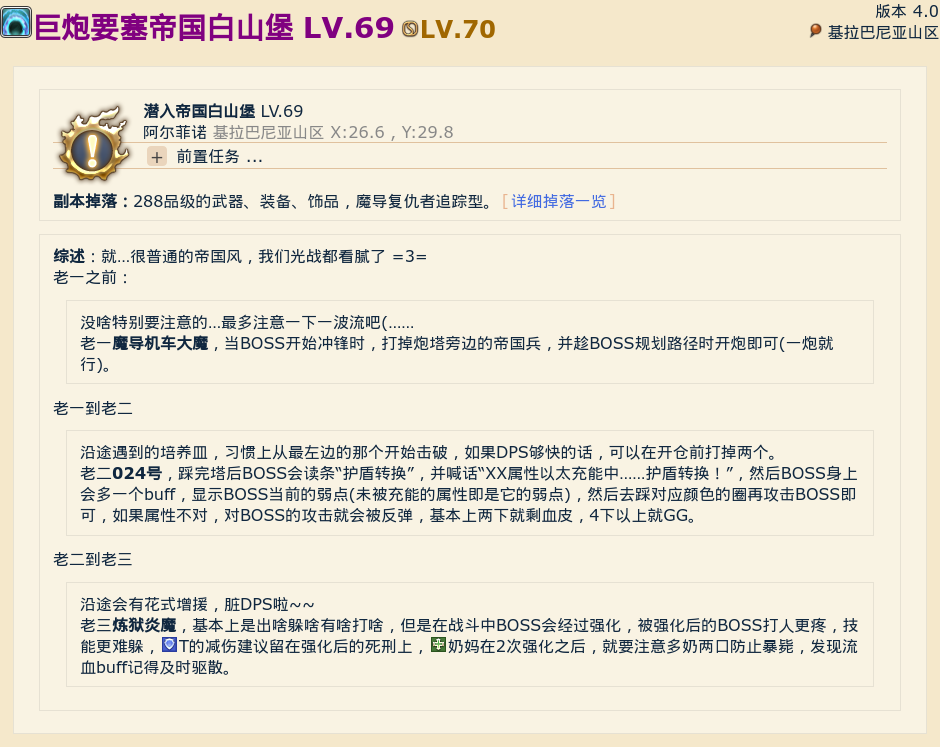 巨炮要塞帝国白山堡 LV.69 LV.70
版本 4.0
基拉巴尼亚山区
潜入帝国白山堡 LV.69
阿尔菲诺 基拉巴尼亚山区 X:26.6 , Y:29.8
+ 前置任务 ...
副本掉落：288品级的武器、装备、饰品，魔导复仇者追踪型。 [详细掉落一览]
综述：就...很普通的帝国风，我们光战都看腻了 =3=
老一之前：
没啥特别要注意的...最多注意一下一波流吧(......
老一魔导机车大魔，当BOSS开始冲锋时，打掉炮塔旁边的帝国兵，并趁BOSS规划路径时开炮即可(一炮就
行)。
老一到老二
沿途遇到的培养皿，习惯上从最左边的那个开始击破，如果DPS够快的话，可以在开仓前打掉两个。
老二024号，踩完塔后BOSS会读条“护盾转换”，并喊话“XX属性以太充能中......护盾转换！”，然后BOSS身上
会多一个buff，显示BOSS当前的弱点(未被充能的属性即是它的弱点)，然后去踩对应颜色的圈再攻击BOSS即
可，如果属性不对，对BOSS的攻击就会被反弹，基本上两下就剩血皮，4下以上就GG。
老二到老三
沿途会有花式增援，脏DPS啦~~
老三炼狱炎魔，基本上是出啥躲啥有啥打啥，但是在战斗中BOSS会经过强化，被强化后的BOSS打人更疼，技
能更难躲，T的减伤建议留在强化后的死刑上，奶妈在2次强化之后，就要注意多奶两口防止暴毙，发现流
血buff记得及时驱散。